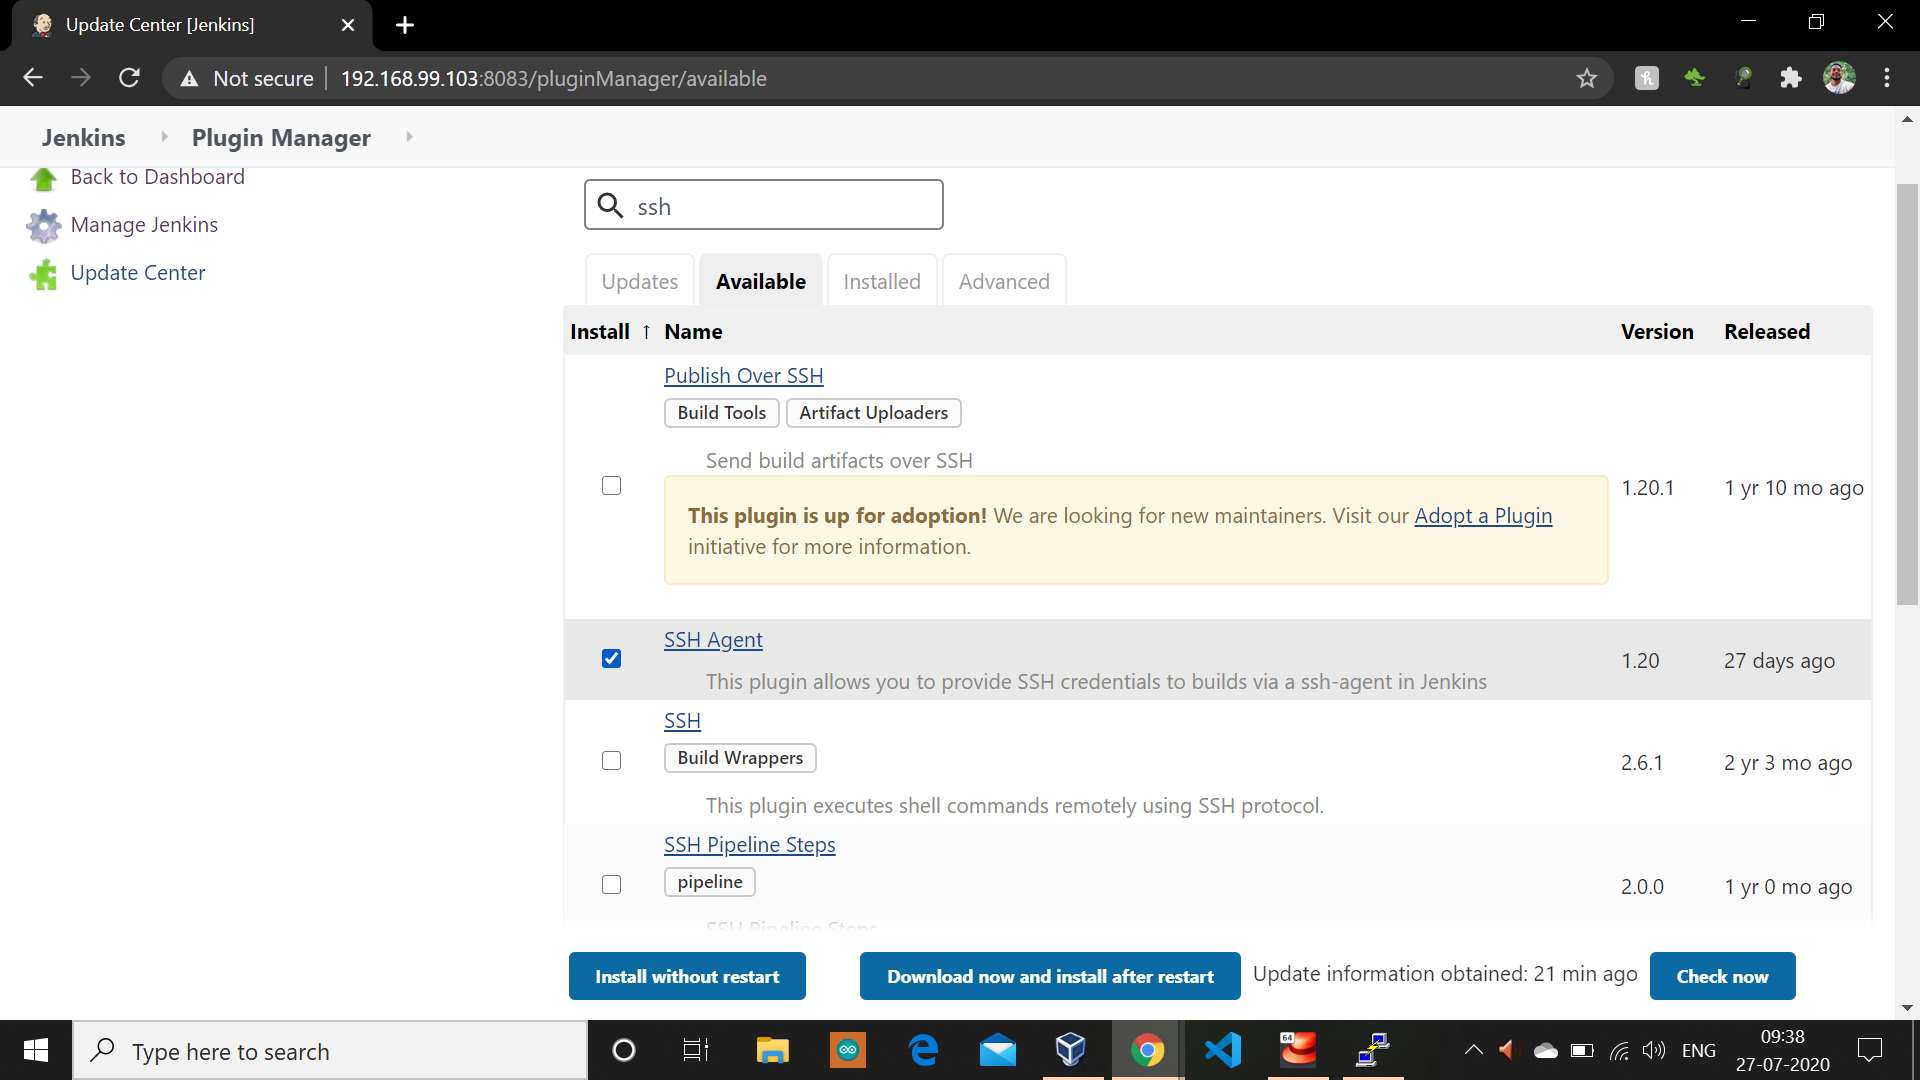 Update Center [Jenkins]
Not secure 192.168.99.103:8083/pluginManager/available
Jenkins Plugin Manager
Back to Dashboard
Manage Jenkins
Update Center
ssh
Updates Available Installed Advanced
Install ↑ Name Version Released
Publish Over SSH
Build Tools Artifact Uploaders
Send build artifacts over SSH
This plugin is up for adoption! We are looking for new maintainers. Visit our Adopt a Plugin
initiative for more information.
1.20.1 1 yr 10 mo ago
SSH Agent
This plugin allows you to provide SSH credentials to builds via a ssh-agent in Jenkins
1.20 27 days ago
SSH
Build Wrappers
This plugin executes shell commands remotely using SSH protocol.
2.6.1 2 yr 3 mo ago
SSH Pipeline Steps
pipeline
2.0.0 1 yr 0 mo ago
SSH Pipeline Steps
Install without restart Download now and install after restart Update information obtained: 21 min ago Check now
Type here to search
64
ENG
09:38
27-07-2020